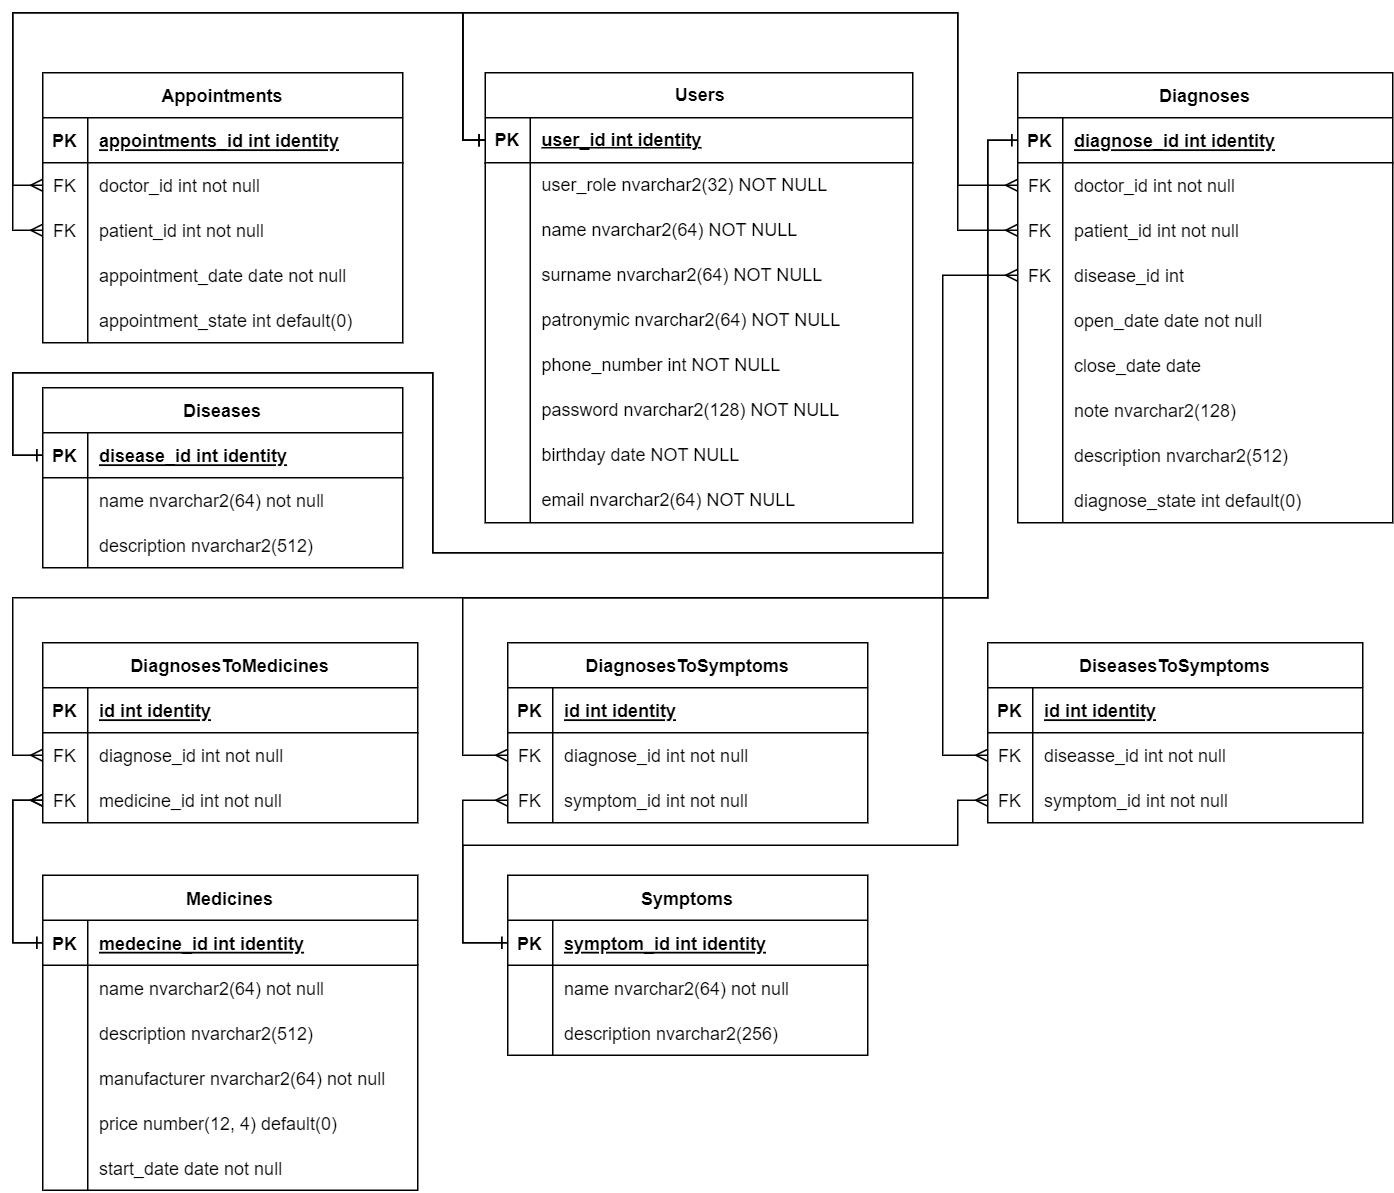 Appointments
PK appointments_id int identity
FK doctor_id int not null
FK patient_id int not null
appointment_date date not null
appointment_state int default(0)
Users
PK user_id int identity
user_role nvarchar2(32) NOT NULL
name nvarchar2(64) NOT NULL
surname nvarchar2(64) NOT NULL
patronymic nvarchar2(64) NOT NULL
phone_number int NOT NULL
password nvarchar2(128) NOT NULL
birthday date NOT NULL
email nvarchar2(64) NOT NULL
Diagnoses
PK diagnose_id int identity
FK doctor_id int not null
FK patient_id int not null
FK disease_id int
open_date date not null
close_date date
note nvarchar2(128)
description nvarchar2(512)
diagnose_state int default(0)
Diseases
PK disease_id int identity
name nvarchar2(64) not null
description nvarchar2(512)
DiagnosesToMedicines
PK id int identity
FK diagnose_id int not null
FK medicine_id int not null
DiagnosesToSymptoms
PK id int identity
FK diagnose_id int not null
FK symptom_id int not null
DiseasesToSymptoms
PK id int identity
FK diseasse_id int not null
FK symptom_id int not null
Medicines
PK medecine_id int identity
name nvarchar2(64) not null
description nvarchar2(512)
manufacturer nvarchar2(64) not null
price number(12, 4) default(0)
start_date date not null
Symptoms
PK symptom_id int identity
name nvarchar2(64) not null
description nvarchar2(256)